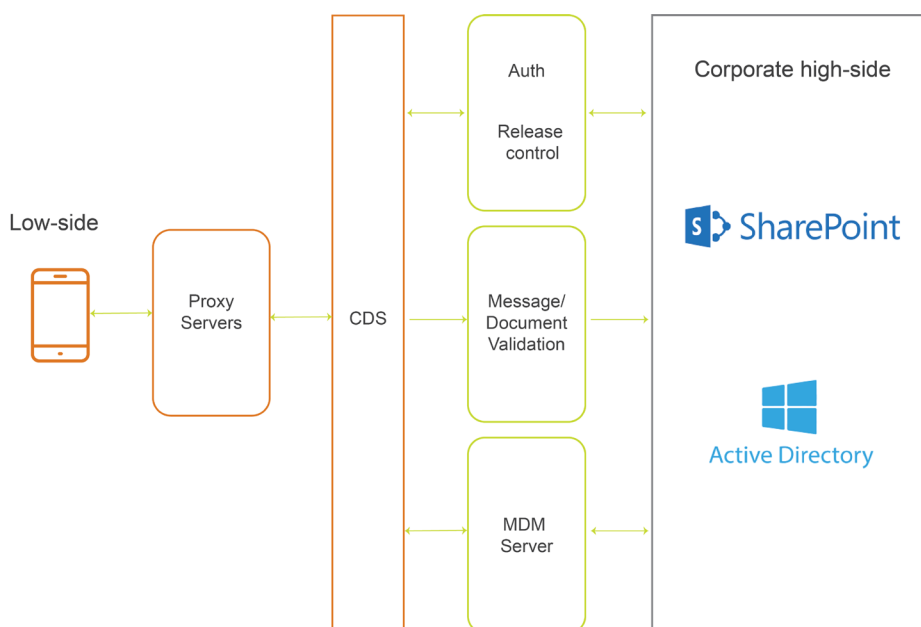 Low-side
Proxy
Servers
CDS
Auth
Release
control
Message/
Document
Validation
MDM
Server
Corporate high-side
S
SharePoint
Active Directory